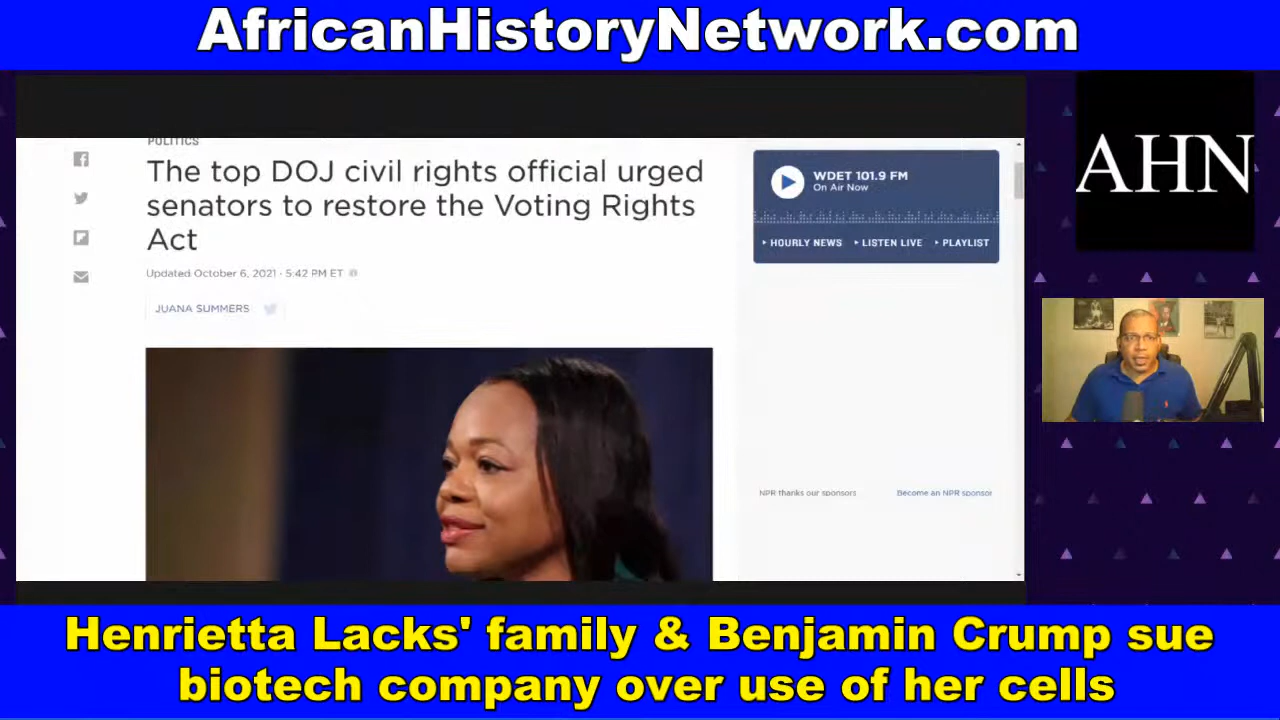 AfricanHistoryNetwork.com
POLITICS
The top DOJ civil rights official urged
senators to restore the Voting Rights
Act
Updated October 6, 2021 · 5:42 PM ET
JUANA SUMMERS
WDET 101.9 FM
On Air Now
HOURLY NEWS
LISTEN LIVE
PLAYLIST
NPR thanks our sponsors
Become an NPR sponsor
AHN
Henrietta Lacks' family & Benjamin Crump sue
biotech company over use of her cells